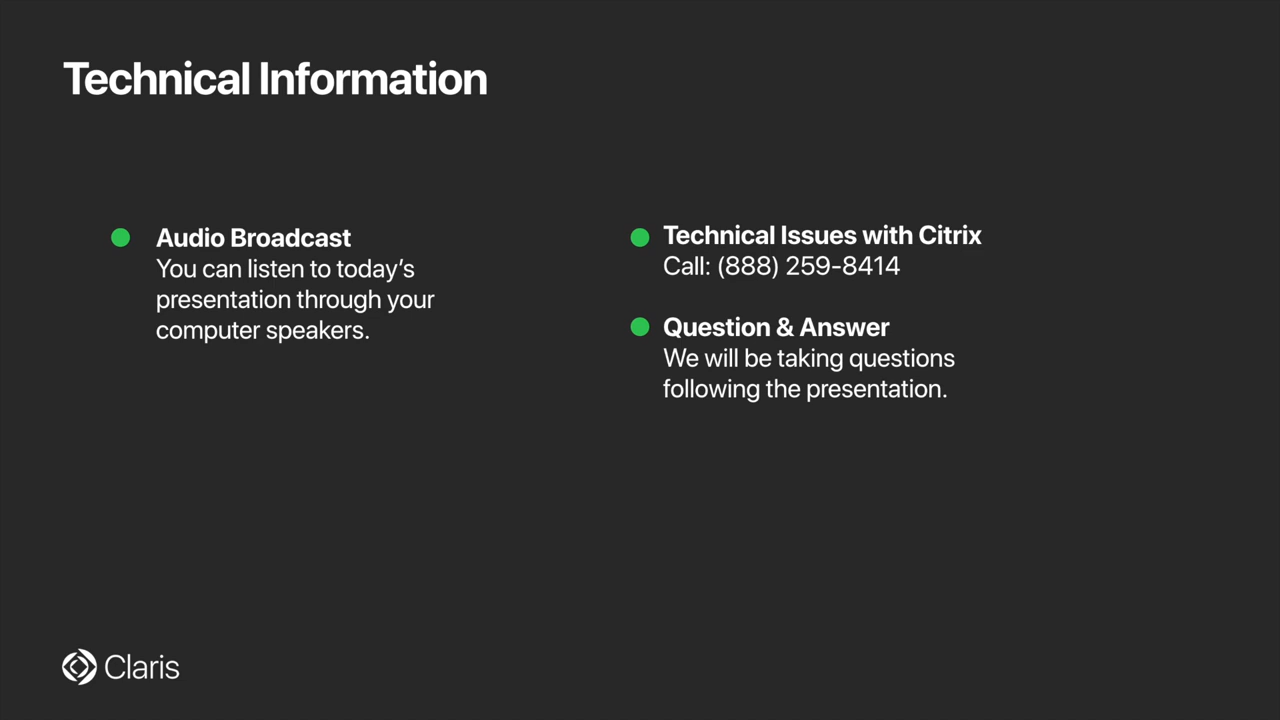 Technical Information
Audio Broadcast
You can listen to today’s
presentation through your
computer speakers.
Technical Issues with Citrix
Call: (888) 259-8414
Question & Answer
We will be taking questions
following the presentation.
Claris